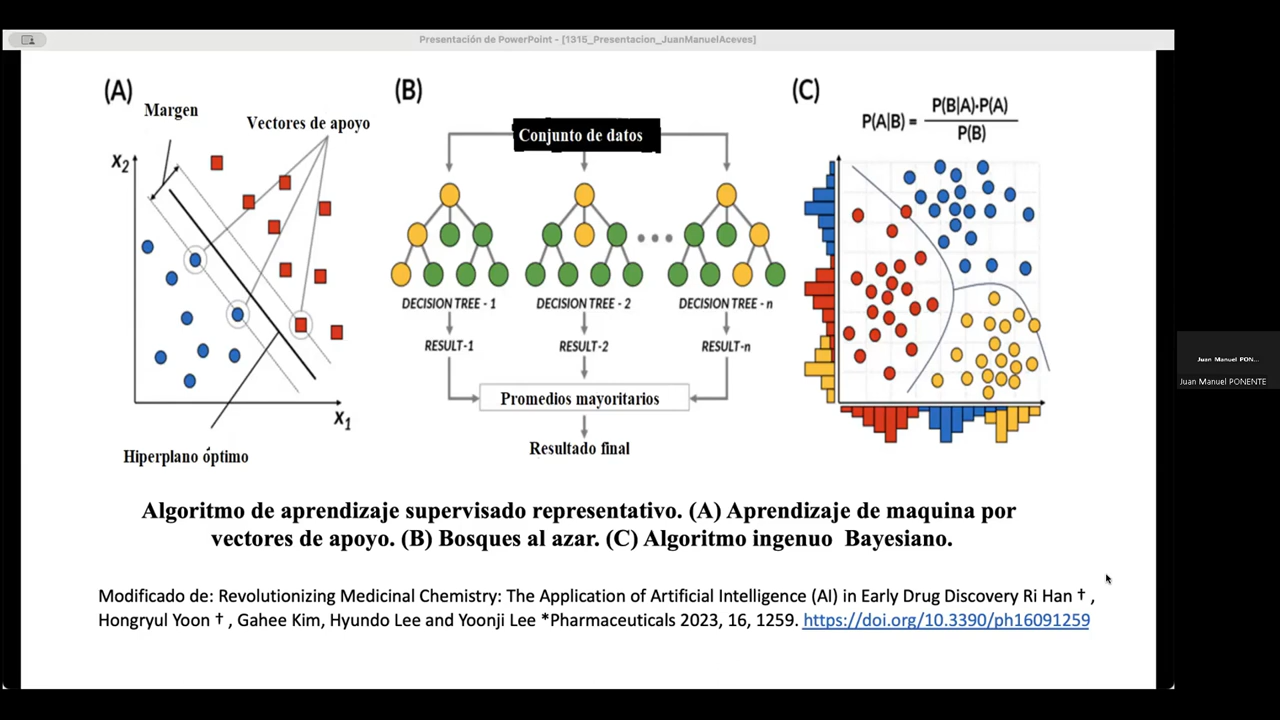 Presentación de PowerPoint - [1315_Presentacion_JuanManuelAceves]
(A)
Margen
Vectores de apoyo
X2
X1
Hiperplano óptimo
(B)
Conjunto de datos
DECISION TREE - 1
DECISION TREE - 2
DECISION TREE - n
RESULT-1
RESULT-2
RESULT-n
Promedios mayoritarios
Resultado final
(C)
P(A|B) = P(B|A)·P(A)
P(B)
Algoritmo de aprendizaje supervisado representativo. (A) Aprendizaje de maquina por
vectores de apoyo. (B) Bosques al azar. (C) Algoritmo ingenuo Bayesiano.
Modificado de: Revolutionizing Medicinal Chemistry: The Application of Artificial Intelligence (AI) in Early Drug Discovery Ri Han †,
Hongryul Yoon †, Gahee Kim, Hyundo Lee and Yoonji Lee *Pharmaceuticals 2023, 16, 1259. https://doi.org/10.3390/ph16091259
Juan Manuel PON...
Juan Manuel PONENTE